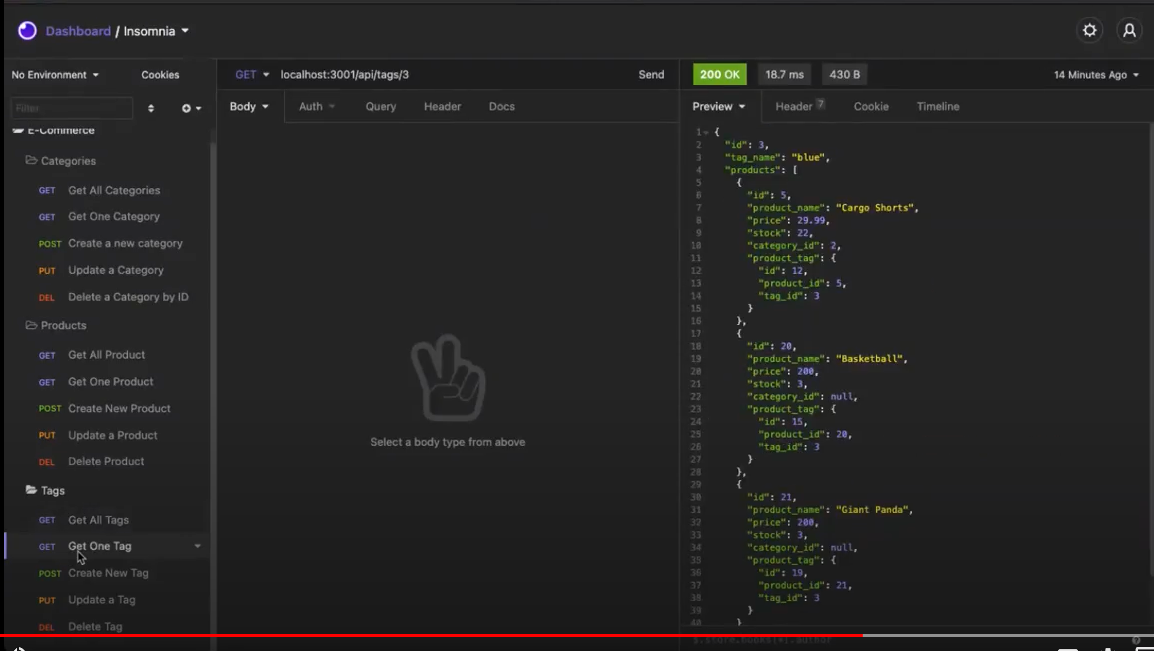 Dashboard / Insomnia
No Environment
Cookies
Filter
E-Commerce
Categories
GET Get All Categories
GET Get One Category
POST Create a new category
PUT Update a Category
DEL Delete a Category by ID
Products
GET Get All Product
GET Get One Product
POST Create New Product
PUT Update a Product
DEL Delete Product
Tags
GET Get All Tags
GET Get One Tag
POST Create New Tag
PUT Update a Tag
DEL Delete Tag
GET localhost:3001/api/tags/3 Send
Body Auth Query Header Docs
Select a body type from above
200 OK 18.7 ms 430 B 14 Minutes Ago
Preview Header 7 Cookie Timeline
1 {
2 "id": 3,
3 "tag_name": "blue",
4 "products": [
5 {
6 "id": 5,
7 "product_name": "Cargo Shorts",
8 "price": 29.99,
9 "stock": 22,
10 "category_id": 2,
11 "product_tag": {
12 "id": 12,
13 "product_id": 5,
14 "tag_id": 3
15 }
16 },
17 {
18 "id": 20,
19 "product_name": "Basketball",
20 "price": 200,
21 "stock": 3,
22 "category_id": null,
23 "product_tag": {
24 "id": 15,
25 "product_id": 20,
26 "tag_id": 3
27 }
28 },
29 {
30 "id": 21,
31 "product_name": "Giant Panda",
32 "price": 200,
33 "stock": 3,
34 "category_id": null,
35 "product_tag": {
36 "id": 19,
37 "product_id": 21,
38 "tag_id": 3
39 }
40 }